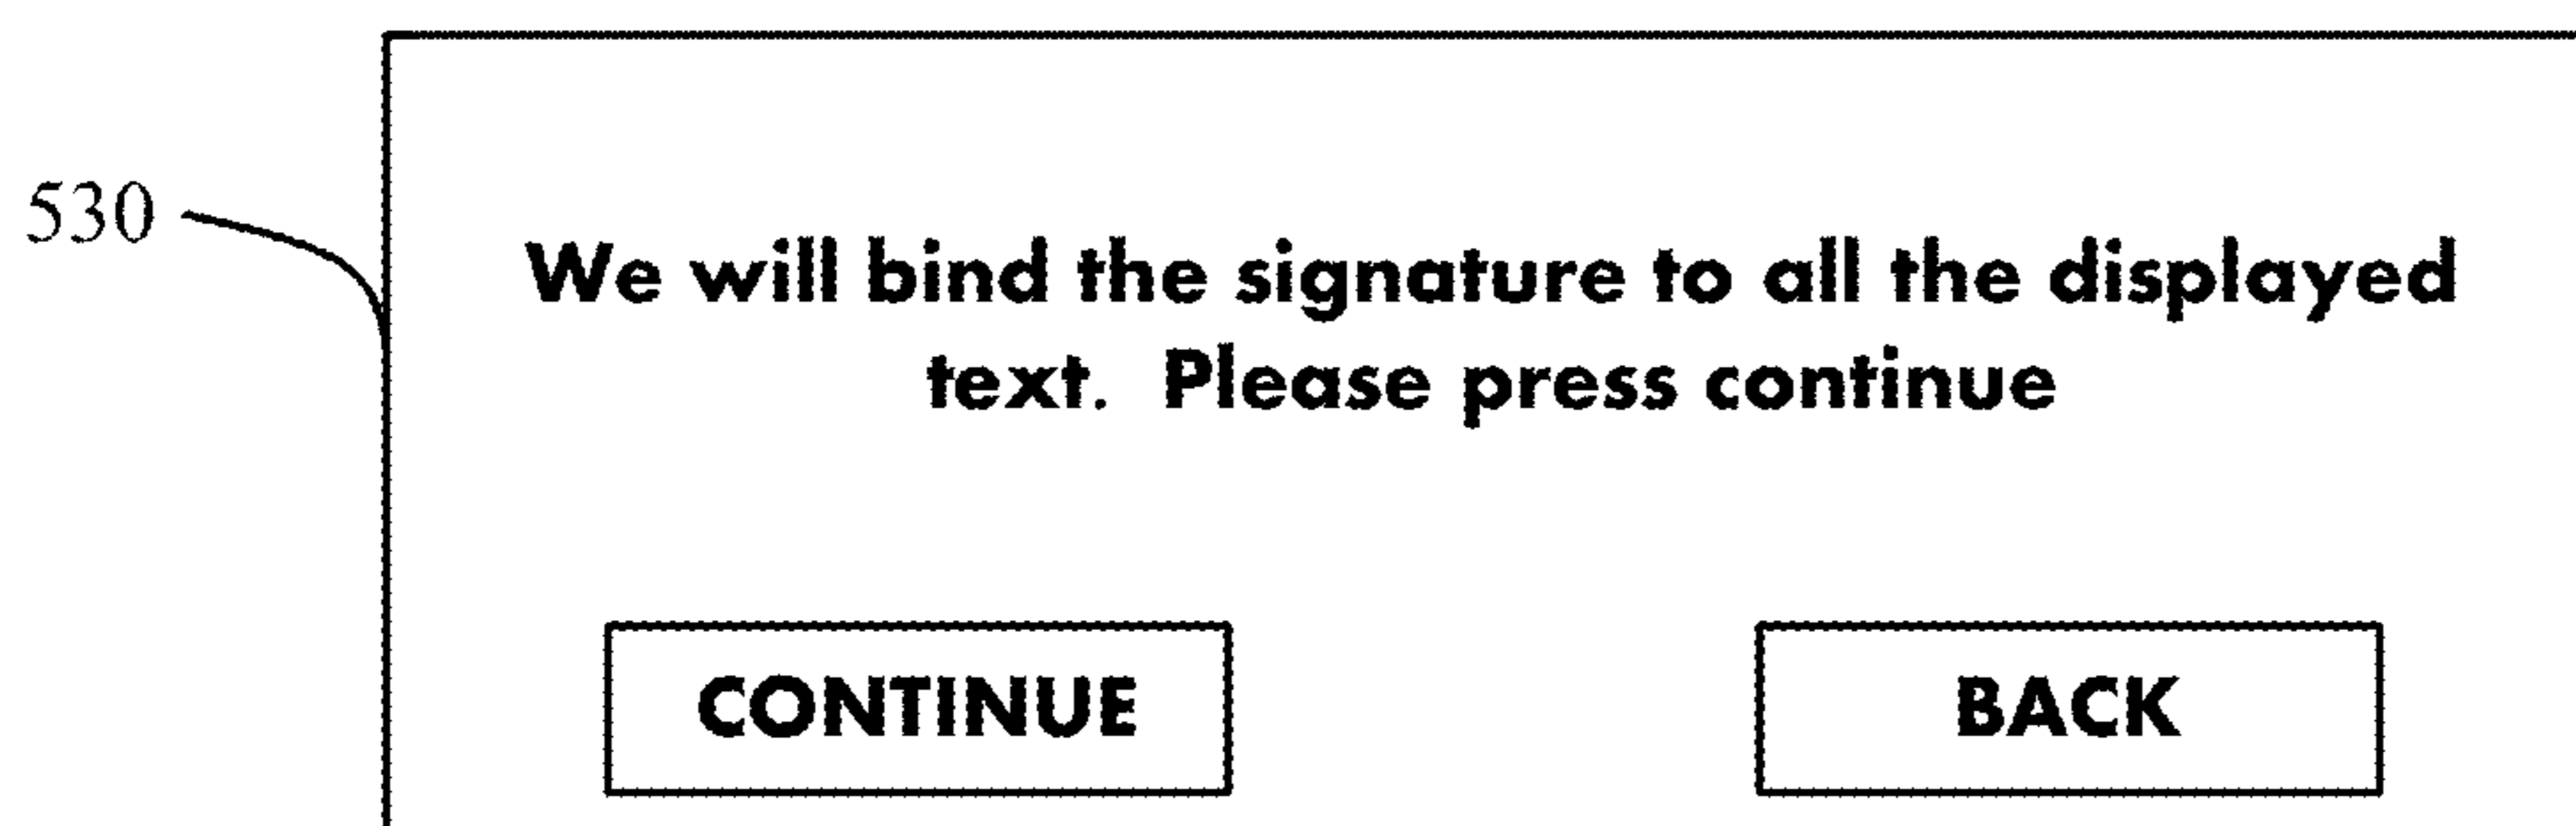 530
We will bind the signature to all the displayed
text.  Please press continue
CONTINUE
BACK